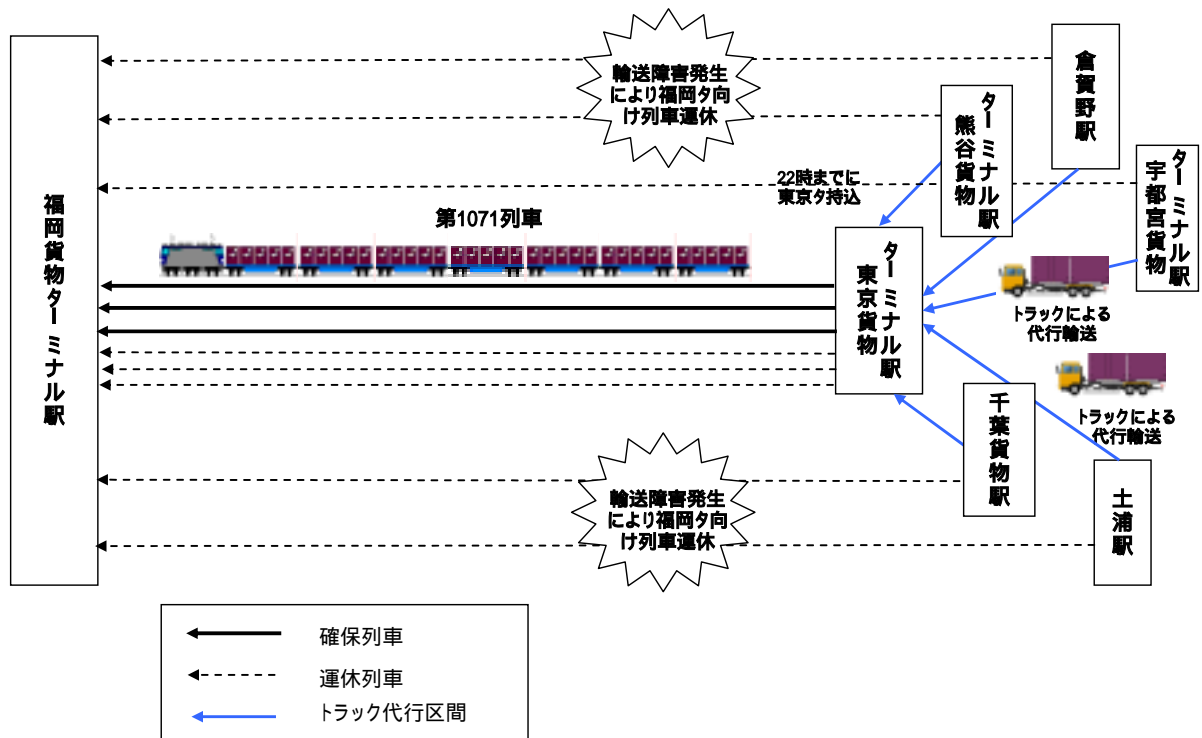 福岡貨物ターミナル駅
輸送障害発生
により福岡タ向
け列車運休
倉賀野駅
ターミナル駅
熊谷貨物
ターミナル駅
宇都宮貨物
22時までに
東京タ持込
第1071列車
ターミナル駅
東京貨物
トラックによる
代行輸送
トラックによる
代行輸送
千葉貨物駅
土浦駅
輸送障害発生
により福岡タ向
け列車運休
確保列車
運休列車
トラック代行区間